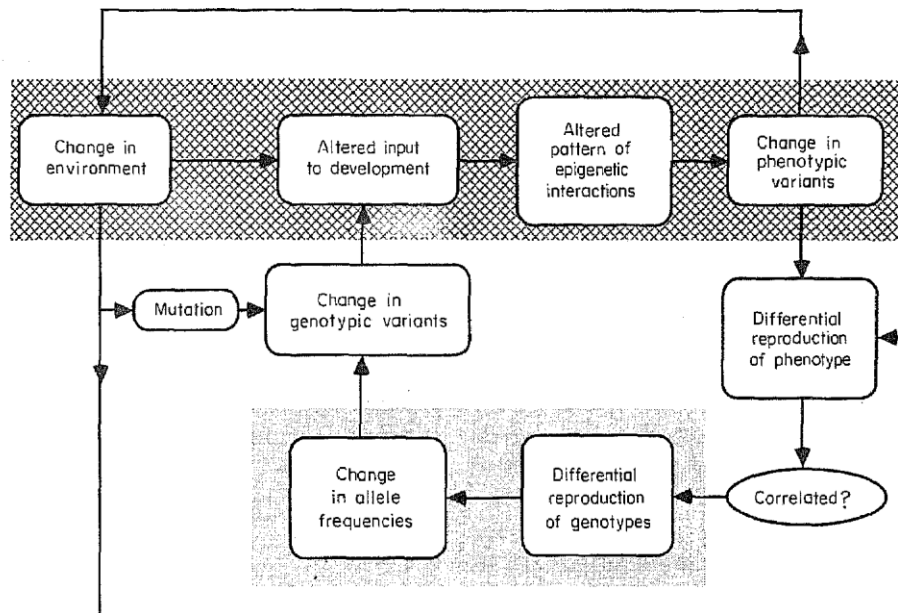 Change in
environment
Altered input
to development
Altered
pattern of
epigenetic
interactions
Change in
phenotypic
variants
Mutation
Change in
genotypic variants
Differential
reproduction
of phenotype
Change
in allele
frequencies
Differential
reproduction
of genotypes
Correlated?